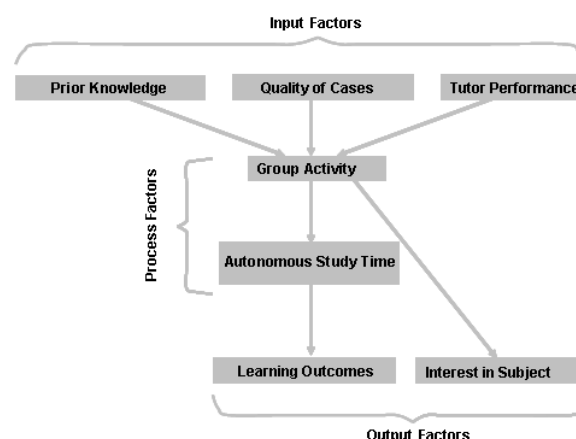 Input Factors
Prior Knowledge
Quality of Cases
Tutor Performance
Group Activity
Process Factors
Autonomous Study Time
Learning Outcomes
Interest in Subject
Output Factors